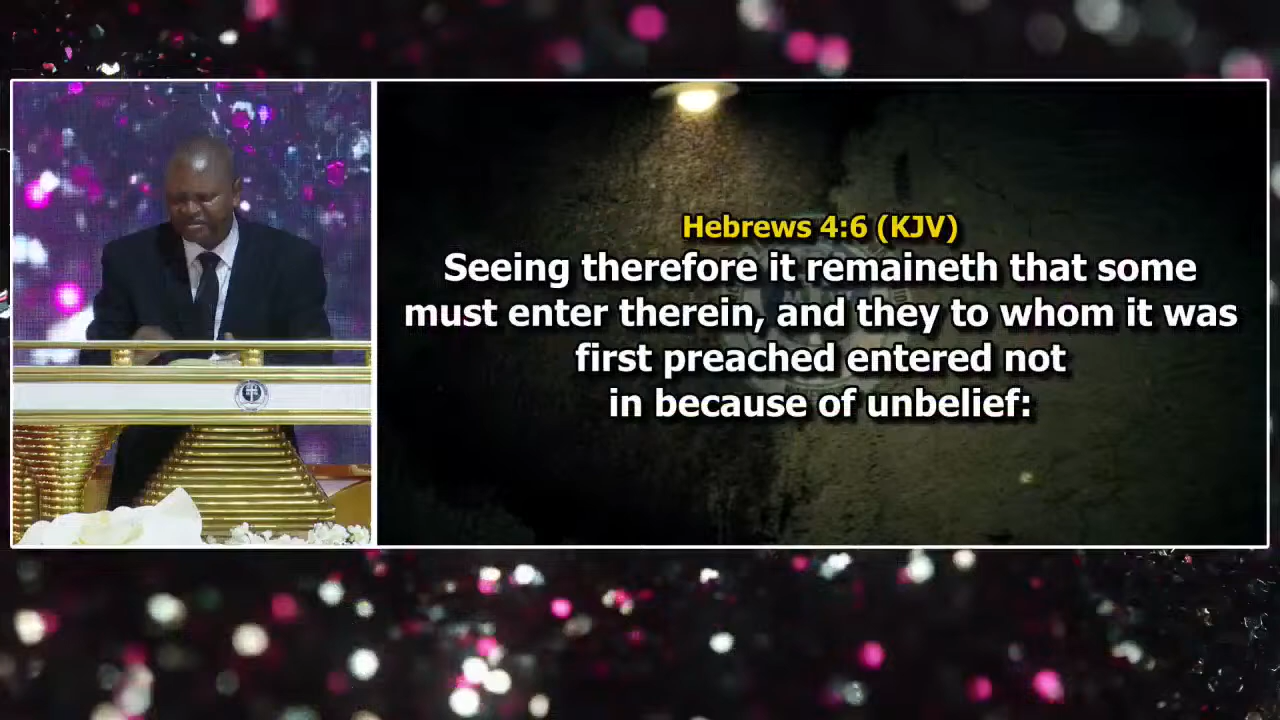 Hebrews 4:6 (KJV)
Seeing therefore it remaineth that some
must enter therein, and they to whom it was
first preached entered not
in because of unbelief: